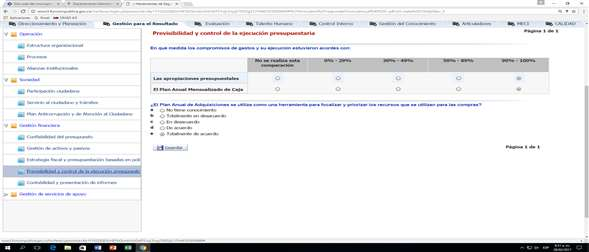 Direccionamiento y Planeación
Gestión para el Resultado
Evaluación
Talento Humano
Control Interno
Gestión del Conocimiento
Articuladores
MECI
CALIDAD
Operación
Estructura organizacional
Procesos
Alianzas institucionales
Sociedad
Participación ciudadana
Servicio al ciudadano y trámites
Plan Anticorrupción y de Atención al Ciudadano
Gestión financiera
Confiabilidad del presupuesto
Gestión de activos y pasivos
Estrategia fiscal y presupuestación basadas en polí
Previsibilidad y control de la ejecución presupuesto
Contabilidad y presentación de informes
Gestión de servicios de apoyo
Página 1 de 1
Previsibilidad y control de la ejecución presupuestaria
En qué medida los compromisos de gastos y su ejecución estuvieron acordes con:
No se realiza esta comparación
0% - 29%
30% - 49%
50% - 89%
90% - 100%
Las apropiaciones presupuestales
El Plan Anual Mensualizado de Caja
¿El Plan Anual de Adquisiciones se utiliza como una herramienta para focalizar y priorizar los recursos que se utilizan para las compras?
a No tiene conocimiento
b Totalmente en desacuerdo
c En desacuerdo
d De acuerdo
e Totalmente de acuerdo
Guardar
Página 1 de 1